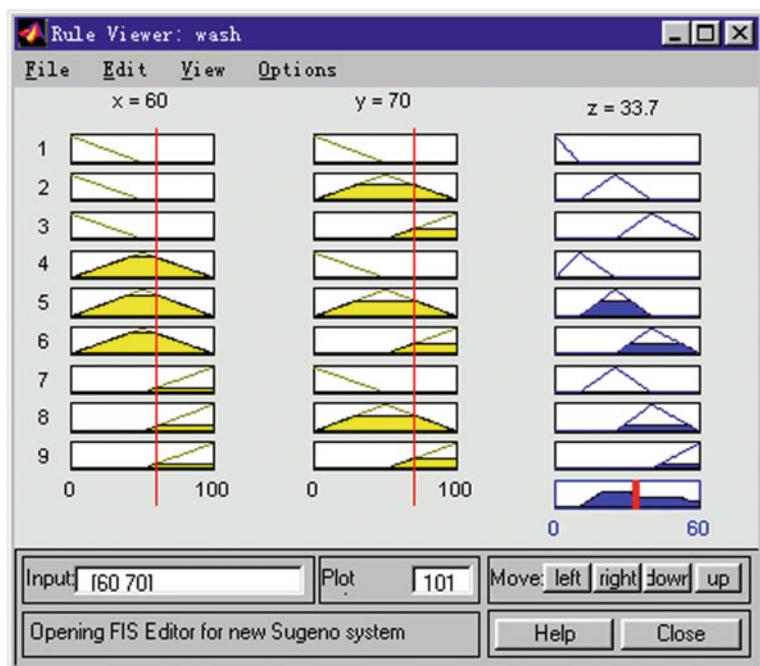 Rule Viewer: wash
File Edit View Options
x = 60 y = 70 z = 33.7
1
2
3
4
5
6
7
8
9
0 100 0 100
0 60
Input: [60 70] Plot 101 Move: left right down up
Opening FIS Editor for new Sugeno system Help Close